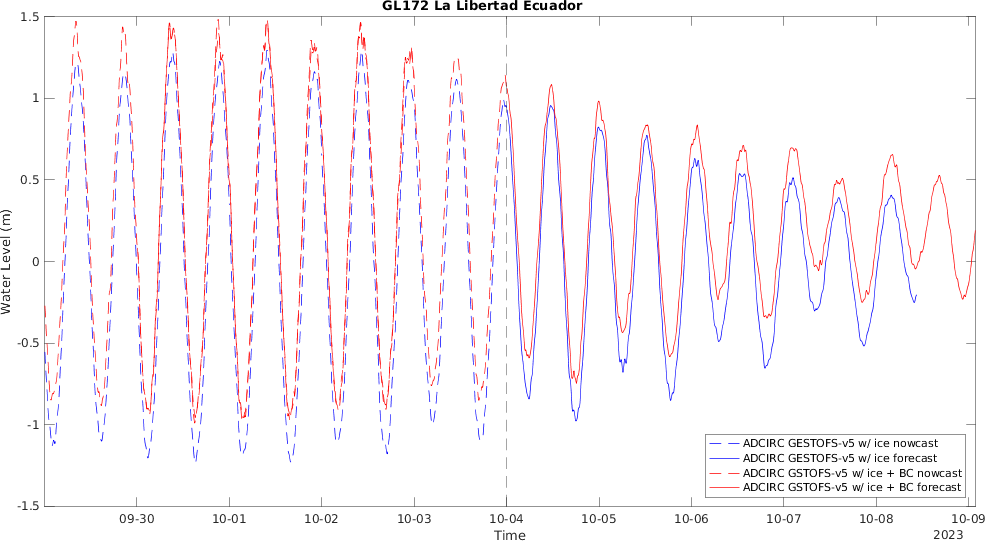 GL172 La Libertad Ecuador
1.5
1
0.5
0
-0.5
-1
-1.5
Water Level (m)
09-30
10-01
10-02
10-03
10-04
10-05
10-06
10-07
10-08
10-09
Time
2023
ADCIRC GESTOFS-v5 w/ ice nowcast
ADCIRC GESTOFS-v5 w/ ice forecast
ADCIRC GSTOFS-v5 w/ ice + BC nowcast
ADCIRC GSTOFS-v5 w/ ice + BC forecast